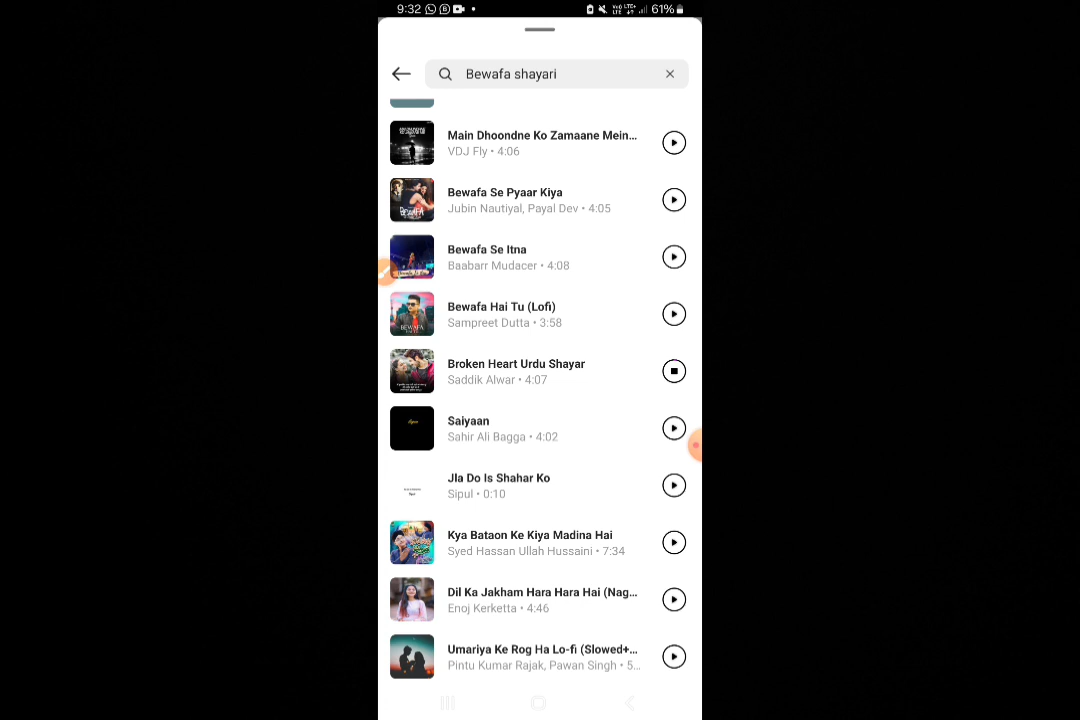 9:32
LTE+
61%
Bewafa shayari
Main Dhoondne Ko Zamaane Mein...
VDJ Fly • 4:06
Bewafa Se Pyaar Kiya
Jubin Nautiyal, Payal Dev • 4:05
Bewafa Se Itna
Baabarr Mudacer • 4:08
Bewafa Hai Tu (Lofi)
Sampreet Dutta • 3:58
BEWAFA
Broken Heart Urdu Shayar
Saddik Alwar • 4:07
Saiyaan
Sahir Ali Bagga • 4:02
Jla Do Is Shahar Ko
Sipul • 0:10
Kya Bataon Ke Kiya Madina Hai
Syed Hassan Ullah Hussaini • 7:34
Dil Ka Jakham Hara Hara Hai (Nag...
Enoj Kerketta • 4:46
Umariya Ke Rog Ha Lo-fi (Slowed+...
Pintu Kumar Rajak, Pawan Singh • 5...